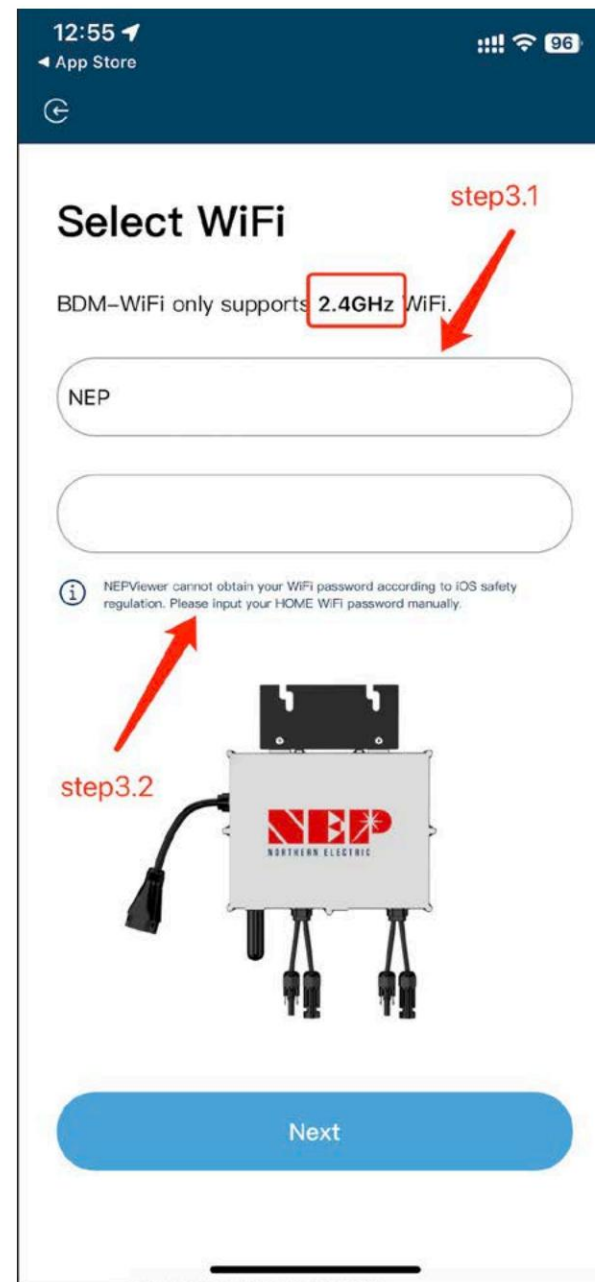 12:55
96
◄ App Store
step3.1
Select WiFi
BDM-WiFi only supports 2.4GHz WiFi.
NEP
NEPViewer cannot obtain your WiFi password according to iOS safety
regulation. Please input your HOME WiFi password manually.
step3.2
NEP
NORTHERN ELECTRIC
Next